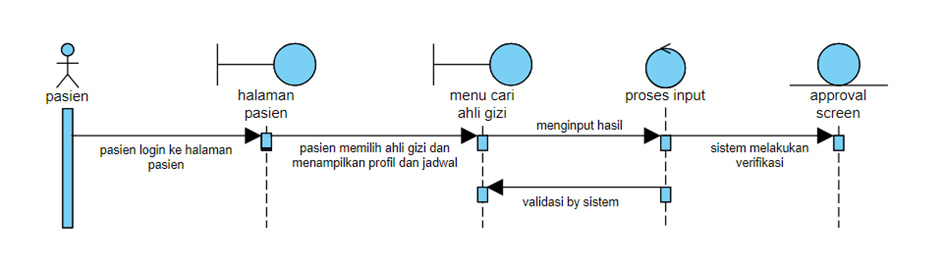 pasien
halaman
pasien
menu cari
ahli gizi
proses input
approval
screen
pasien login ke halaman
pasien
pasien memilih ahli gizi dan
menampilkan profil dan jadwal
menginput hasil
sistem melakukan
verifikasi
validasi by sistem